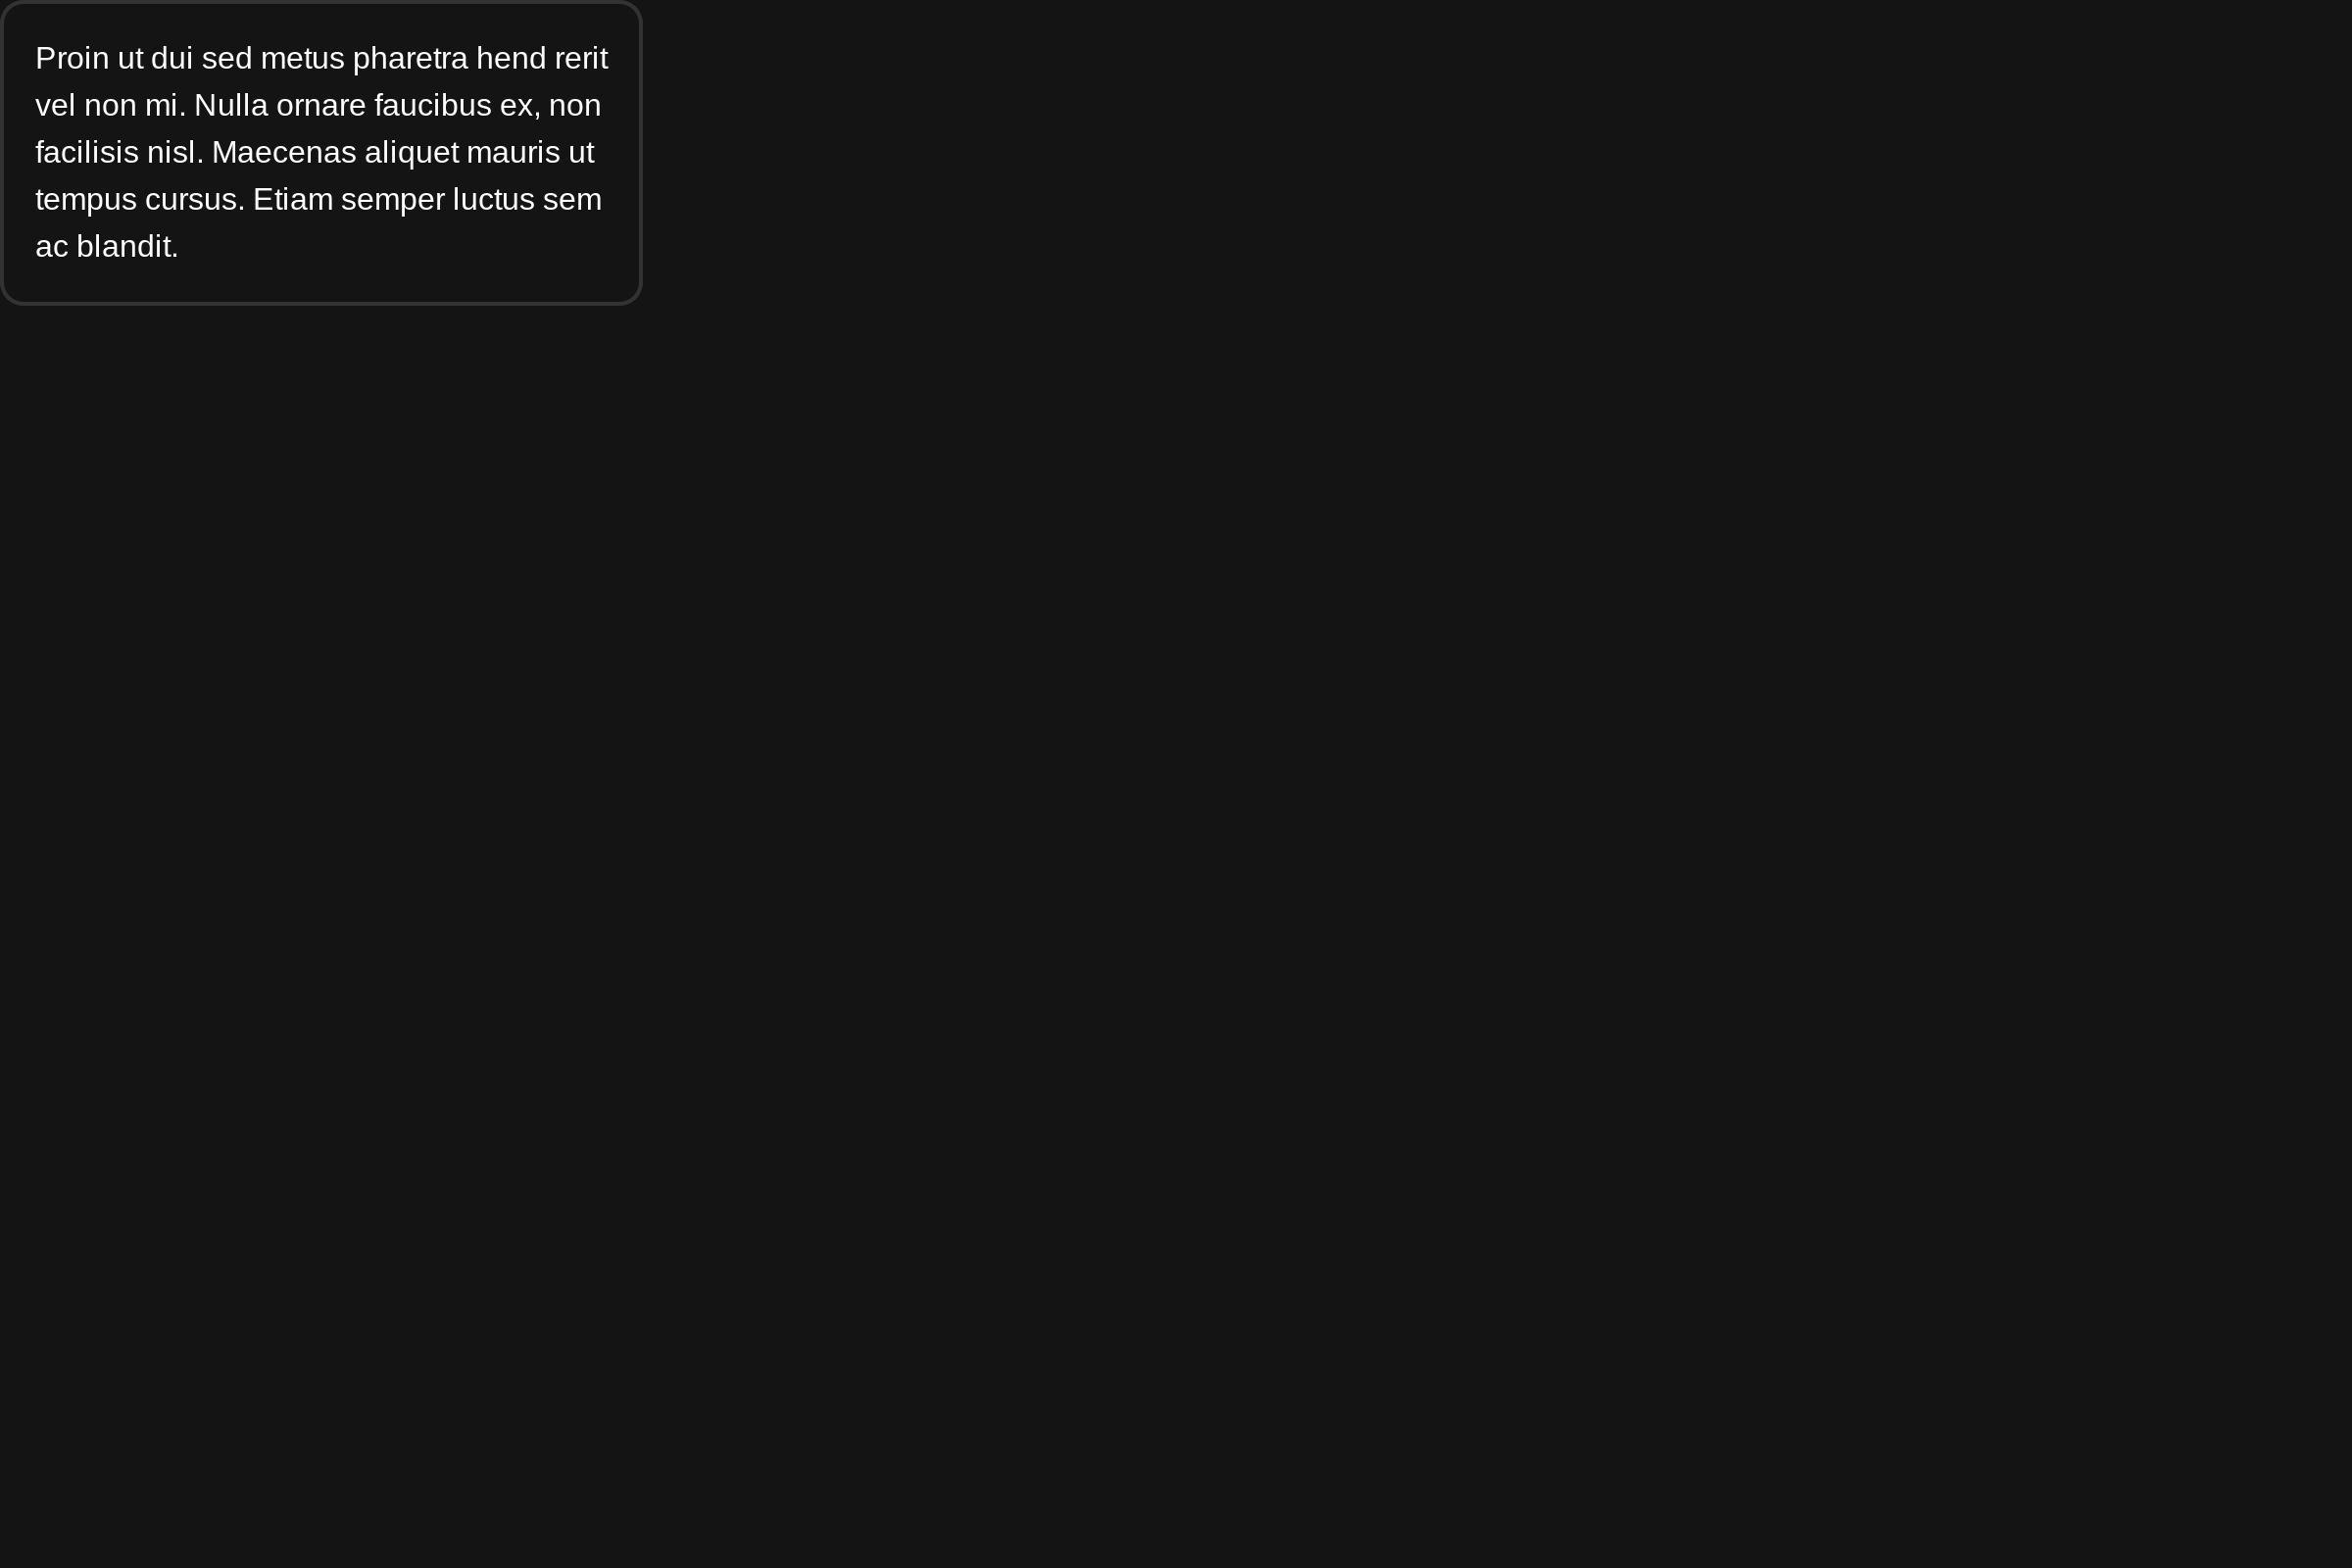 Proin ut dui sed metus pharetra hend rerit
vel non mi. Nulla ornare faucibus ex, non
facilisis nisl. Maecenas aliquet mauris ut
tempus cursus. Etiam semper luctus sem
ac blandit.